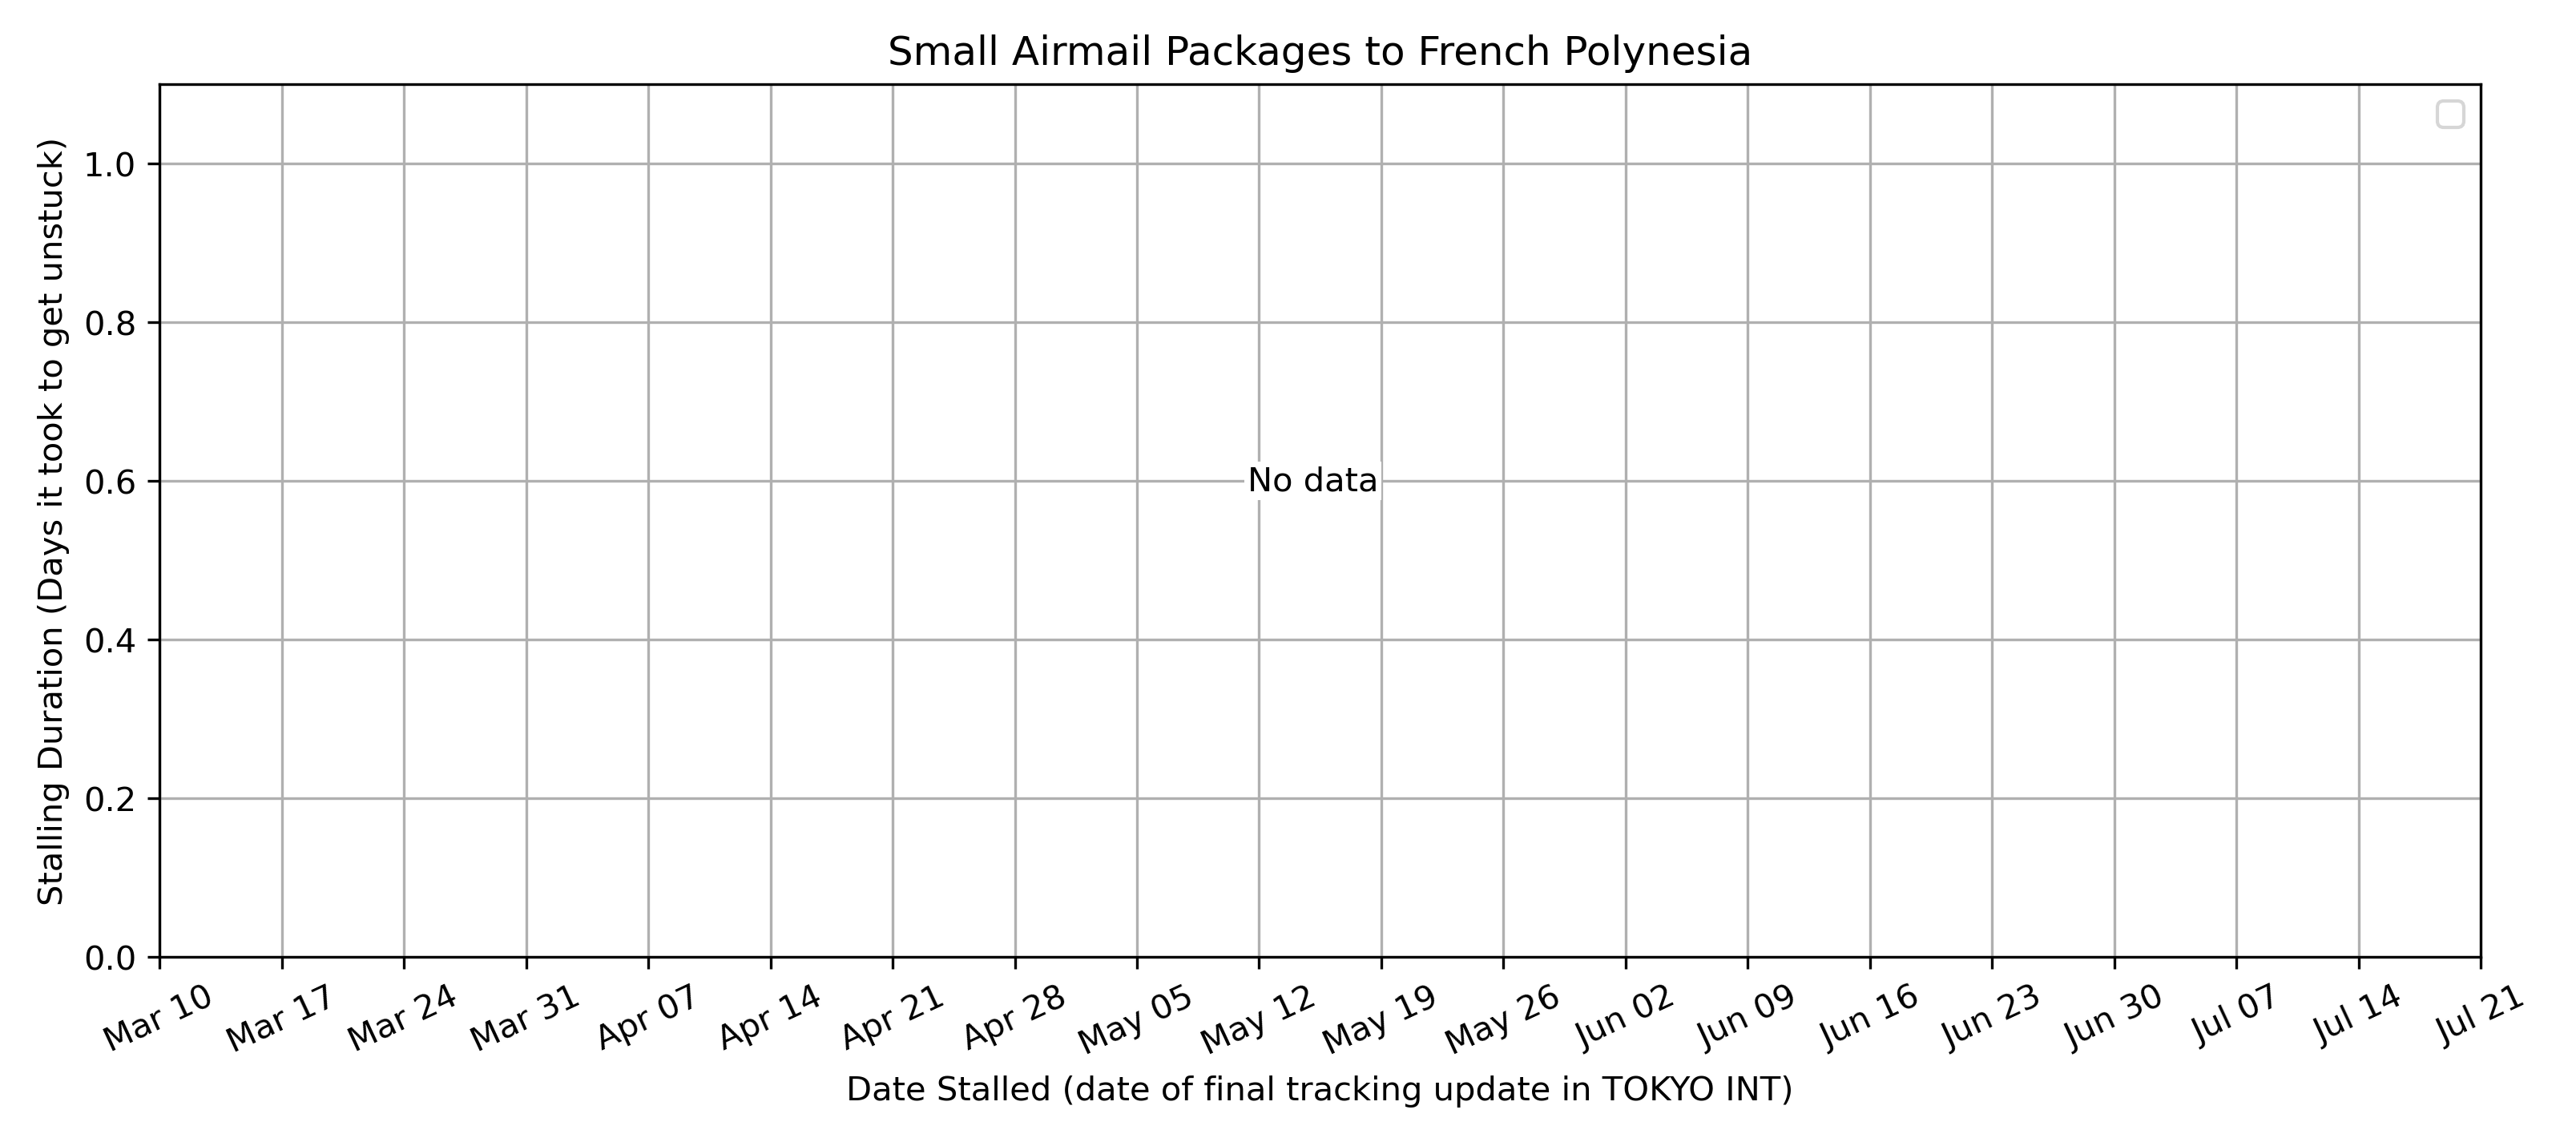 Small Airmail Packages to French Polynesia
Stalling Duration (Days it took to get unstuck)
1.0
0.8
0.6
0.4
0.2
0.0
No data
Mar 10
Mar 17
Mar 24
Mar 31
Apr 07
Apr 14
Apr 21
Apr 28
May 05
May 12
May 19
May 26
Jun 02
Jun 09
Jun 16
Jun 23
Jun 30
Jul 07
Jul 14
Jul 21
Date Stalled (date of final tracking update in TOKYO INT)